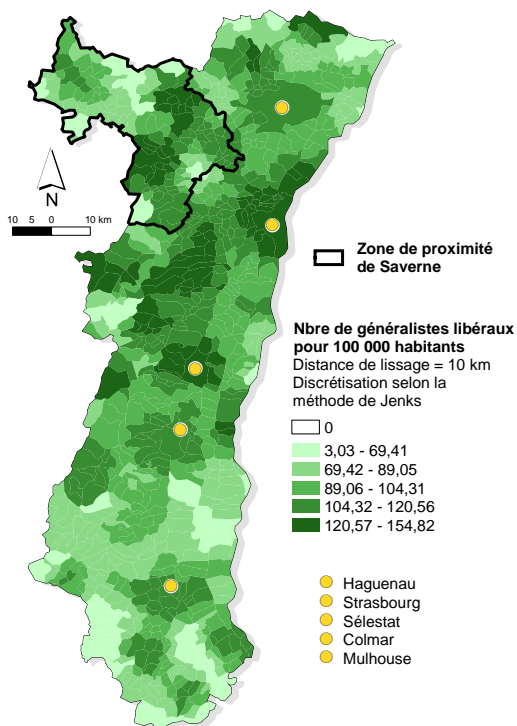 N
10 5 0 10 km
Zone de proximité
de Saverne
Nbre de généralistes libéraux
pour 100 000 habitants
Distance de lissage = 10 km
Discrétisation selon la
méthode de Jenks
0
3,03 - 69,41
69,42 - 89,05
89,06 - 104,31
104,32 - 120,56
120,57 - 154,82
Haguenau
Strasbourg
Sélestat
Colmar
Mulhouse